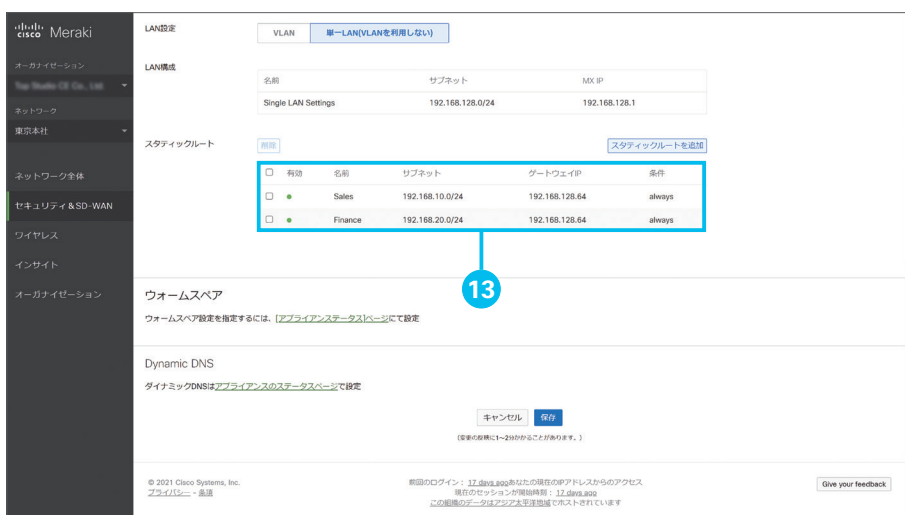 CISCO Meraki
オーガナイゼーション
ネットワーク
東京本社
ネットワーク全体
セキュリティ＆SD-WAN
ワイヤレス
インサイト
オーガナイゼーション
LAN設定
VLAN 単一LAN(VLANを利用しない)
LAN構成
名前 サブネット MX IP
Single LAN Settings 192.168.128.0/24 192.168.128.1
スタティックルート
削除 スタティックルートを追加
有効 名前 サブネット ゲートウェイIP 条件
Sales 192.168.10.0/24 192.168.128.64 always
Finance 192.168.20.0/24 192.168.128.64 always
13
ウォームスペア
ウォームスペア設定を指定するには、[アプライアンスステータス]ページにて設定
Dynamic DNS
ダイナミックDNSはアプライアンスのステータスページで設定
キャンセル 保存
(変更の反映に1〜2分かかることがあります。)
© 2021 Cisco Systems, Inc.
プライバシー - 条項
前回のログイン： 17 days agoあなたの現在のIPアドレスからのアクセス
現在のセッションが開始時刻： 17 days ago
この組織のデータはアジア太平洋地域でホストされています
Give your feedback